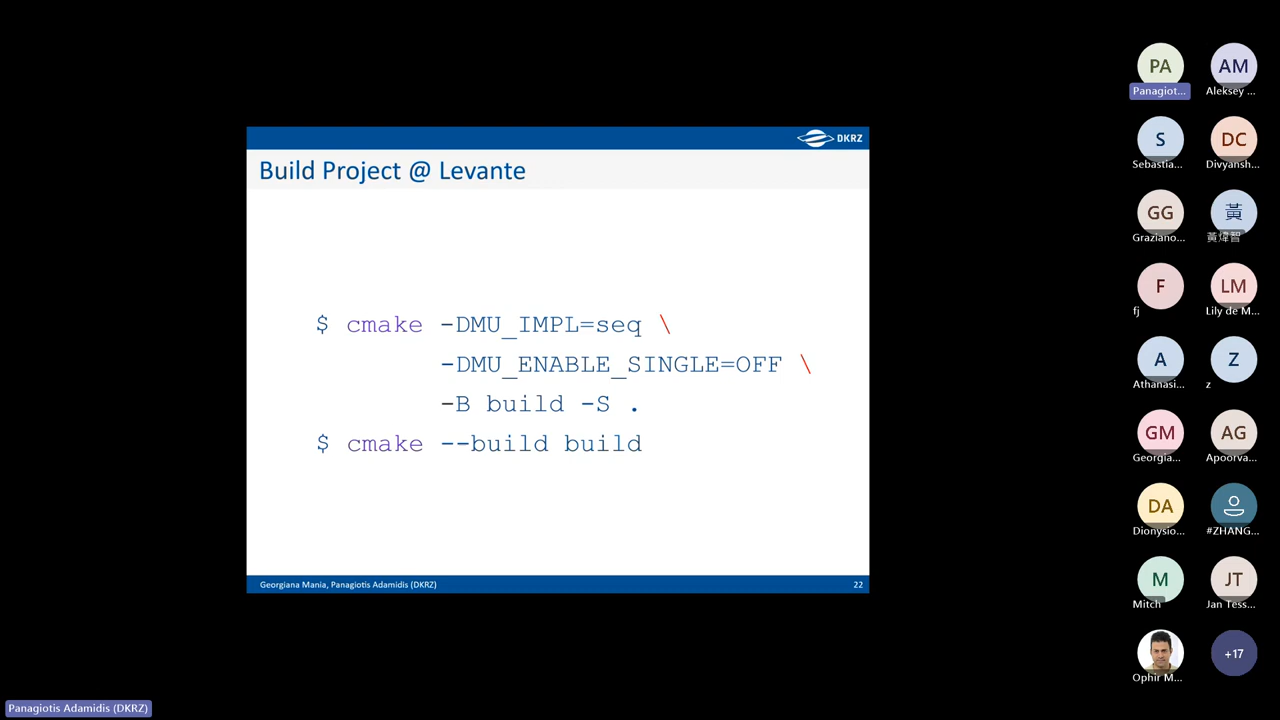 DKRZ
Build Project @ Levante
$ cmake -DMU_IMPL=seq \
-DMU_ENABLE_SINGLE=OFF \
-B build -S .
$ cmake --build build
Georgiana Mania, Panagiotis Adamidis (DKRZ)
22
PA
Panagiot...
AM
Aleksey ...
S
Sebastia...
DC
Divyansh...
GG
Graziano...
黃
黃煒智
F
fj
LM
Lily de M...
A
Athanasi...
Z
z
GM
Georgia...
AG
Apoorva...
DA
Dionysio...
#ZHANG...
M
Mitch
JT
Jan Tess...
Ophir M...
+17
Panagiotis Adamidis (DKRZ)